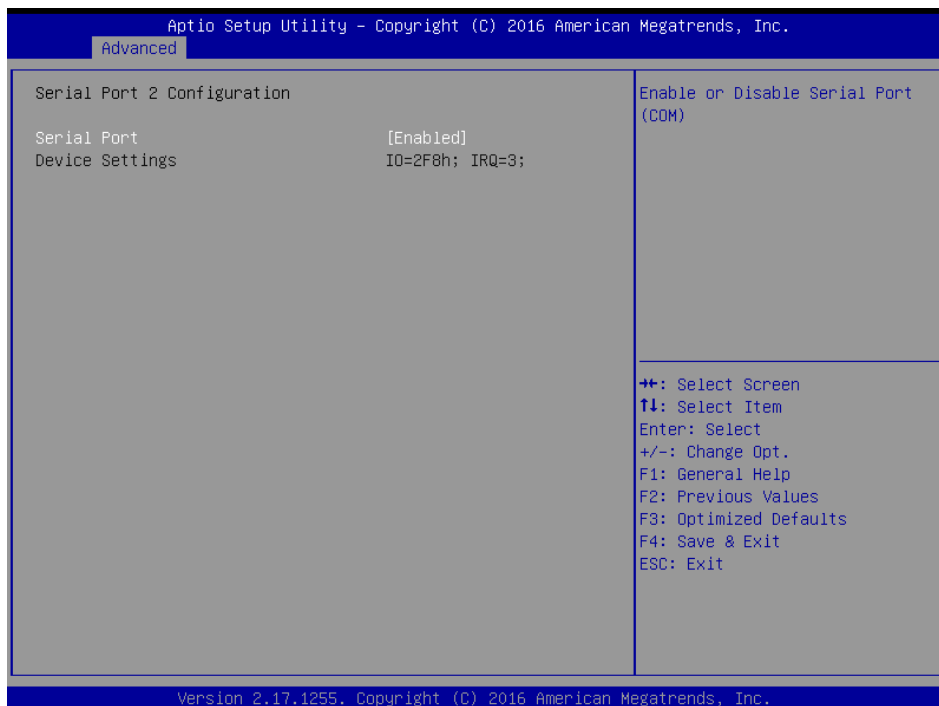 Aptio Setup Utility – Copyright (C) 2016 American Megatrends, Inc.
Advanced
Serial Port 2 Configuration
Serial Port [Enabled]
Device Settings IO=2F8h; IRQ=3;
Enable or Disable Serial Port
(COM)
→←: Select Screen
↑↓: Select Item
Enter: Select
+/-: Change Opt.
F1: General Help
F2: Previous Values
F3: Optimized Defaults
F4: Save & Exit
ESC: Exit
Version 2.17.1255. Copyright (C) 2016 American Megatrends, Inc.